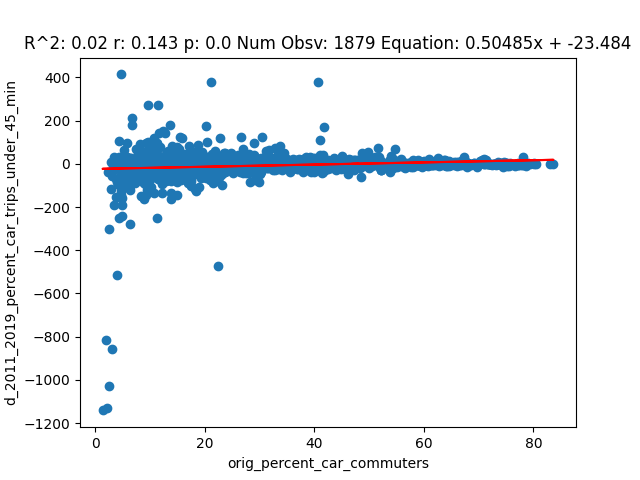 R^2: 0.02 r: 0.143 p: 0.0 Num Obsv: 1879 Equation: 0.50485x + -23.484
d_2011_2019_percent_car_trips_under_45_min
400
200
0
−200
−400
−600
−800
−1000
−1200
0 20 40 60 80
orig_percent_car_commuters